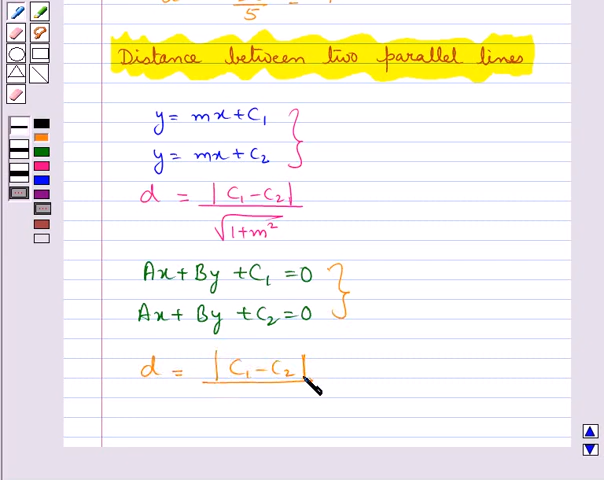 5
Distance between two parallel lines
y = mx + C₁
y = mx + C₂
d = |C₁ - C₂|
√1+m²
Ax + By + C₁ = 0
Ax + By + C₂ = 0
d = |C₁ - C₂|